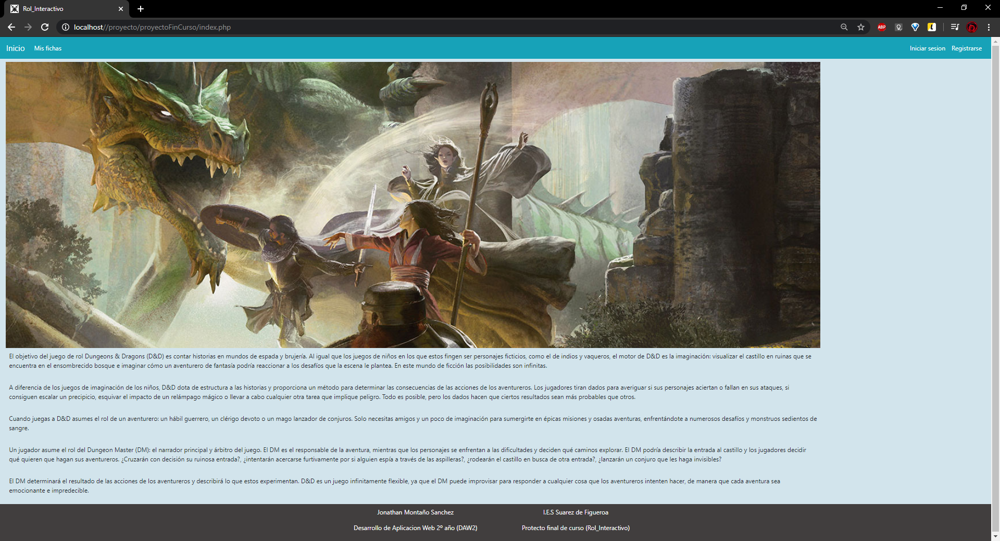 Rol_Interactivo
localhost//proyecto/proyectoFinCurso/index.php
ABP
Inicio Mis fichas Iniciar sesion Registrarse
El objetivo del juego de rol Dungeons & Dragons (D&D) es contar historias en mundos de espada y brujería. Al igual que los juegos de niños en los que estos fingen ser personajes ficticios, como el de indios y vaqueros, el motor de D&D es la imaginación: visualizar el castillo en ruinas que se
encuentra en el ensombrecido bosque e imaginar cómo un aventurero de fantasía podría reaccionar a los desafíos que la escena le plantea. En este mundo de ficción las posibilidades son infinitas.
A diferencia de los juegos de imaginación de los niños, D&D dota de estructura a las historias y proporciona un método para determinar las consecuencias de las acciones de los aventureros. Los jugadores tiran dados para averiguar si sus personajes aciertan o fallan en sus ataques, si
consiguen escalar un precipicio, esquivar el impacto de un relámpago mágico o llevar a cabo cualquier otra tarea que implique peligro. Todo es posible, pero los dados hacen que ciertos resultados sean más probables que otros.
Cuando juegas a D&D asumes el rol de un aventurero: un hábil guerrero, un clérigo devoto o un mago lanzador de conjuros. Solo necesitas amigos y un poco de imaginación para sumergirte en épicas misiones y osadas aventuras, enfrentándote a numerosos desafíos y monstruos sedientos de
sangre.
Un jugador asume el rol del Dungeon Master (DM): el narrador principal y árbitro del juego. El DM es el responsable de la aventura, mientras que los personajes se enfrentan a las dificultades y deciden qué caminos explorar. El DM podría describir la entrada al castillo y los jugadores decidir
qué quieren que hagan sus aventureros. ¿Cruzarán con decisión su ruinosa entrada?, ¿intentarán acercarse furtivamente por si alguien espía a través de las aspilleras?, ¿rodearán el castillo en busca de otra entrada?, ¿lanzarán un conjuro que les haga invisibles?
El DM determinará el resultado de las acciones de los aventureros y describirá lo que estos experimentan. D&D es un juego infinitamente flexible, ya que el DM puede improvisar para responder a cualquier cosa que los aventureros intenten hacer, de manera que cada aventura sea
emocionante e impredecible.
Jonathan Montaño Sanchez I.E.S Suarez de Figueroa
Desarrollo de Aplicacion Web 2º año (DAW2) Protecto final de curso (Rol_Interactivo)